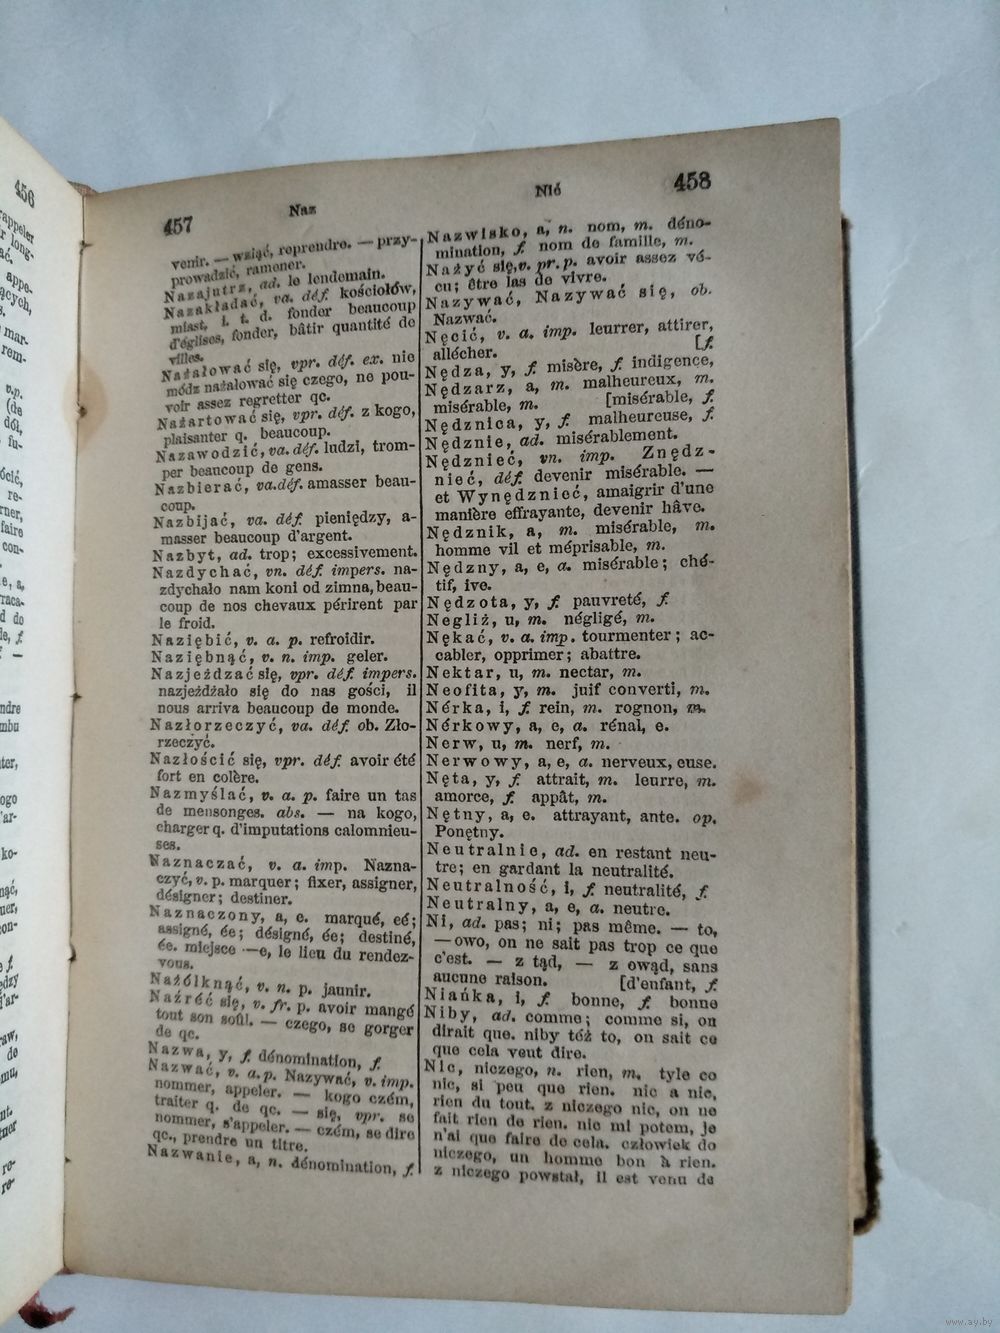 456
457
Naz
Nić
458
venir. — wziąć, reprendre. — przy-
prowadzić, ramener.
Nazajutrz, ad. le lendemain.
Nazakładać, va. déf. kościołów,
miast, i. t. d. fonder beaucoup
d'églises, fonder, bâtir quantité de
villes.
Nażałować się, vpr. déf. ex. nie
módz nażałować się czego, ne pou-
voir assez regretter qc.
Nażartować się, vpr. déf. z kogo,
plaisanter q. beaucoup.
Nazawodzić, va. déf. ludzi, trom-
per beaucoup de gens.
Nazbierać, va. déf. amasser beau-
coup.
Nazbijać, va. déf. pieniędzy, a-
masser beaucoup d'argent.
Nazbyt, ad. trop; excessivement.
Nazdychać, vn. déf. impers. na-
zdychało nam koni od zimna, beau-
coup de nos chevaux périrent par
le froid.
Naziębić, v. a. p. refroidir.
Naziębnąć, v. n. imp. geler.
Nazjeżdzać się, vpr. déf. impers.
nazjeżdżało się do nas gości, il
nous arriva beaucoup de monde.
Nazłorzeczyć, va. déf. ob. Zło-
rzeczyć.
Nazłościć się, vpr. déf. avoir été
fort en colère.
Nazmyślać, v. a. p. faire un tas
de mensonges. abs. — na kogo,
charger q. d'imputations calomnieu-
ses.
Naznaczać, v. a. imp. Nazna-
czyć, v. p. marquer; fixer, assigner,
désigner; destiner.
Naznaczony, a, e. marqué, eé;
assigné, ée; désigné, ée; destiné,
ée. miejsce —e, le lieu du rendez-
vous.
Nażółknąć, v. n. p. jaunir.
Nażréć się, v. fr. p. avoir mangé
tout son soûl. — czego, se gorger
de qc.
Nazwa, y, f. dénomination, f.
Nazwać, v. a. p. Nazywać, v. imp.
nommer, appeler. — kogo czém,
traiter q. de qc. — się, vpr. se
nommer, s'appeler. — czém, se dire
qc., prendre un titre.
Nazwanie, a, n. dénomination, f.
Nazwisko, a, n. nom, m. déno-
mination, f. nom de famille, m.
Nażyć się, v. pr. p. avoir assez vé-
cu; être las de vivre.
Nazywać, Nazywać się, ob.
Nazwać.
Nęcić, v. a. imp. leurrer, attirer,
allécher. [f.
Nędza, y, f. misère, f. indigence,
Nędzarz, a, m. malheureux, m.
misérable, m. [misérable, f.
Nędznica, y, f. malheureuse, f.
Nędznie, ad. misérablement.
Nędznieć, vn. imp. Znędz-
nieć, déf. devenir misérable. —
et Wynędznieć, amaigrir d'une
manière effrayante, devenir hâve.
Nędznik, a, m. misérable, m.
homme vil et méprisable, m.
Nędzny, a, e, a. misérable; ché-
tif, ive.
Nędzota, y, f. pauvreté, f.
Negliż, u, m. négligé, m.
Nękać, v. a. imp. tourmenter; ac-
cabler, opprimer; abattre.
Nektar, u, m. nectar, m.
Neofita, y, m. juif converti, m.
Nérka, i, f. rein, m. rognon, m.
Nérkowy, a, e, a. rénal, e.
Nerw, u, m. nerf, m.
Nerwowy, a, e, a. nerveux, euse.
Nęta, y, f. attrait, m. leurre, m.
amorce, f. appât, m.
Nętny, a, e. attrayant, ante. op.
Ponętny.
Neutralnie, ad. en restant neu-
tre; en gardant la neutralité.
Neutralność, i, f. neutralité, f.
Neutralny, a, e, a. neutre.
Ni, ad. pas; ni; pas même. — to,
—owo, on ne sait pas trop ce que
c'est. — z tąd, — z owąd, sans
aucune raison. [d'enfant, f.
Niańka, i, f. bonne, f. bonne
Niby, ad. comme; comme si, on
dirait que. niby tóż to, on sait ce
que cela veut dire.
Nic, niczego, n. rien, m. tyle co
nic, si peu que rien. nic a nic,
rien du tout. z niczego nic, on ne
fait rien de rien. nic mi potem, je
n'ai que faire de cela. człowiek do
niczego, un homme bon à rien.
z niczego powstał, il est venu de
www.ay.by